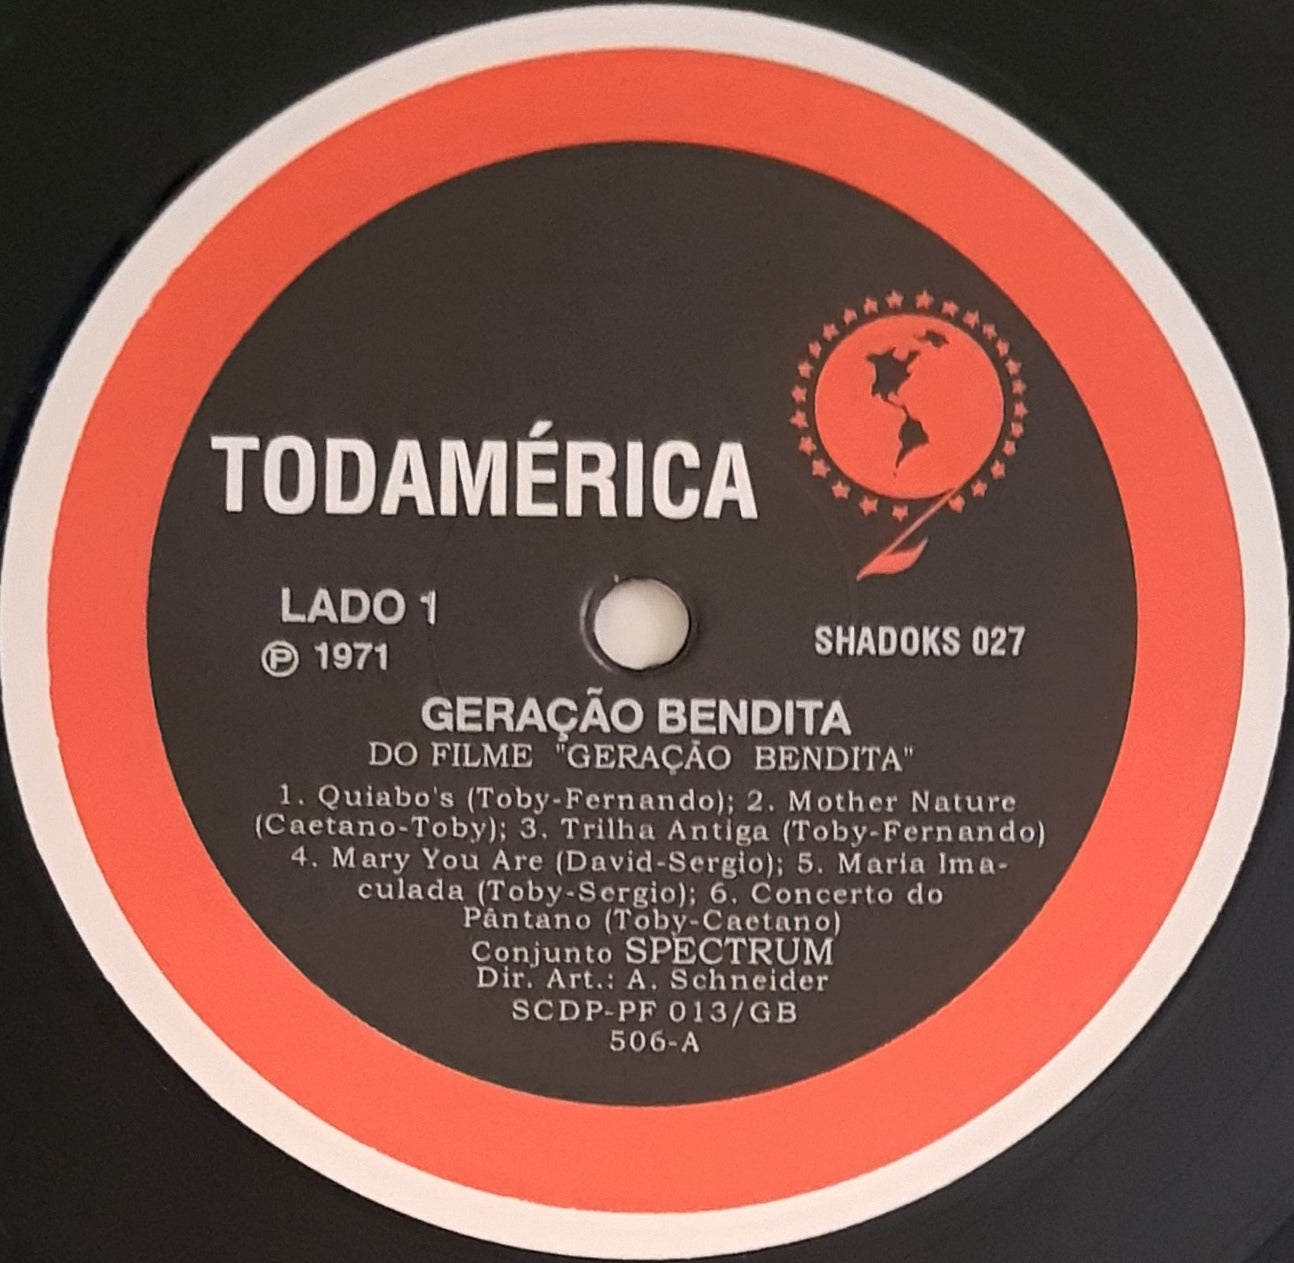 TODAMÉRICA
LADO 1
Ⓟ 1971
SHADOKS 027
GERAÇÃO BENDITA
DO FILME "GERAÇÃO BENDITA"
1. Quiabo's (Toby-Fernando); 2. Mother Nature
(Caetano-Toby); 3. Trilha Antiga (Toby-Fernando)
4. Mary You Are (David-Sergio); 5. Maria Ima-
culada (Toby-Sergio); 6. Concerto do
Pântano (Toby-Caetano)
Conjunto SPECTRUM
Dir. Art.: A. Schneider
SCDP-PF 013/GB
506-A